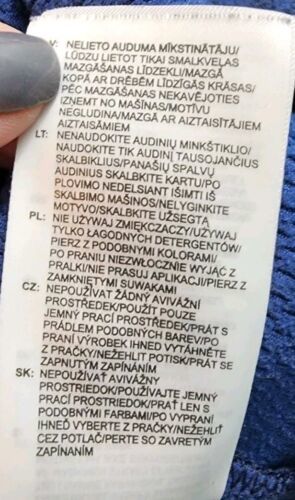 V: NELIETO AUDUMA MĪKSTINĀTĀJU/
LŪDZU LIETOT TIKAI SMALKVEĻAS
MAZGĀŠANAS LĪDZEKLI/MAZGĀ
KOPĀ AR DRĒBĒM LĪDZĪGĀS KRĀSAS/
PĒC MAZGĀŠANAS NEKAVĒJOTIES
IZŅEMT NO MAŠĪNAS/MOTĪVU
NEGLUDINA/MAZGĀ AR AIZTAISĪTĀJIEM
AIZTAISĀMIEM
LT: NENAUDOKITE AUDINIŲ MINKŠTIKLIO/
NAUDOKITE TIK AUDINĮ TAUSOJANČIUS
SKALBIKLIUS/PANAŠIŲ SPALVŲ
AUDINIUS SKALBKITE KARTU/PO
PLOVIMO NEDELSIANT IŠIMTI IŠ
SKALBIMO MAŠINOS/NELYGINKITE
MOTYVO/SKALBKITE UŽSEGTĄ
PL: NIE UŻYWAJ ZMIĘKCZACZY/UŻYWAJ
TYLKO ŁAGODNYCH DETERGENTÓW/
PIERZ Z PODOBNYMI KOLORAMI/
PO PRANIU NIEZWŁOCZNIE WYJĄĆ Z
PRALKI/NIE PRASUJ APLIKACJI/PIERZ Z
ZAMKNIĘTYMI SUWAKAMI
CZ: NEPOUŽÍVAT ŽÁDNÝ AVIVÁŽNÍ
PROSTŘEDEK/POUŽÍT POUZE
JEMNÝ PRACÍ PROSTŘEDEK/PRÁT S
PRÁDLEM PODOBNÝCH BAREV/PO
PRANÍ VÝROBEK IHNED VYTÁHNĚTE
Z PRAČKY/NEŽEHLIT POTISK/PRÁT SE
ZAPNUTÝM ZAPÍNÁNÍM
SK: NEPOUŽÍVAŤ AVIVÁŽNY
PROSTRIEDOK/POUŽÍVAJTE JEMNÝ
PRACÍ PROSTRIEDOK/PRAŤ LEN S
PODOBNÝMI FARBAMI/PO VYPRANÍ
IHNEĎ VYBERTE Z PRAČKY/NEŽEHLIŤ
CEZ POTLAČ/PERTE SO ZAVRETÝM
ZAPÍNANÍM